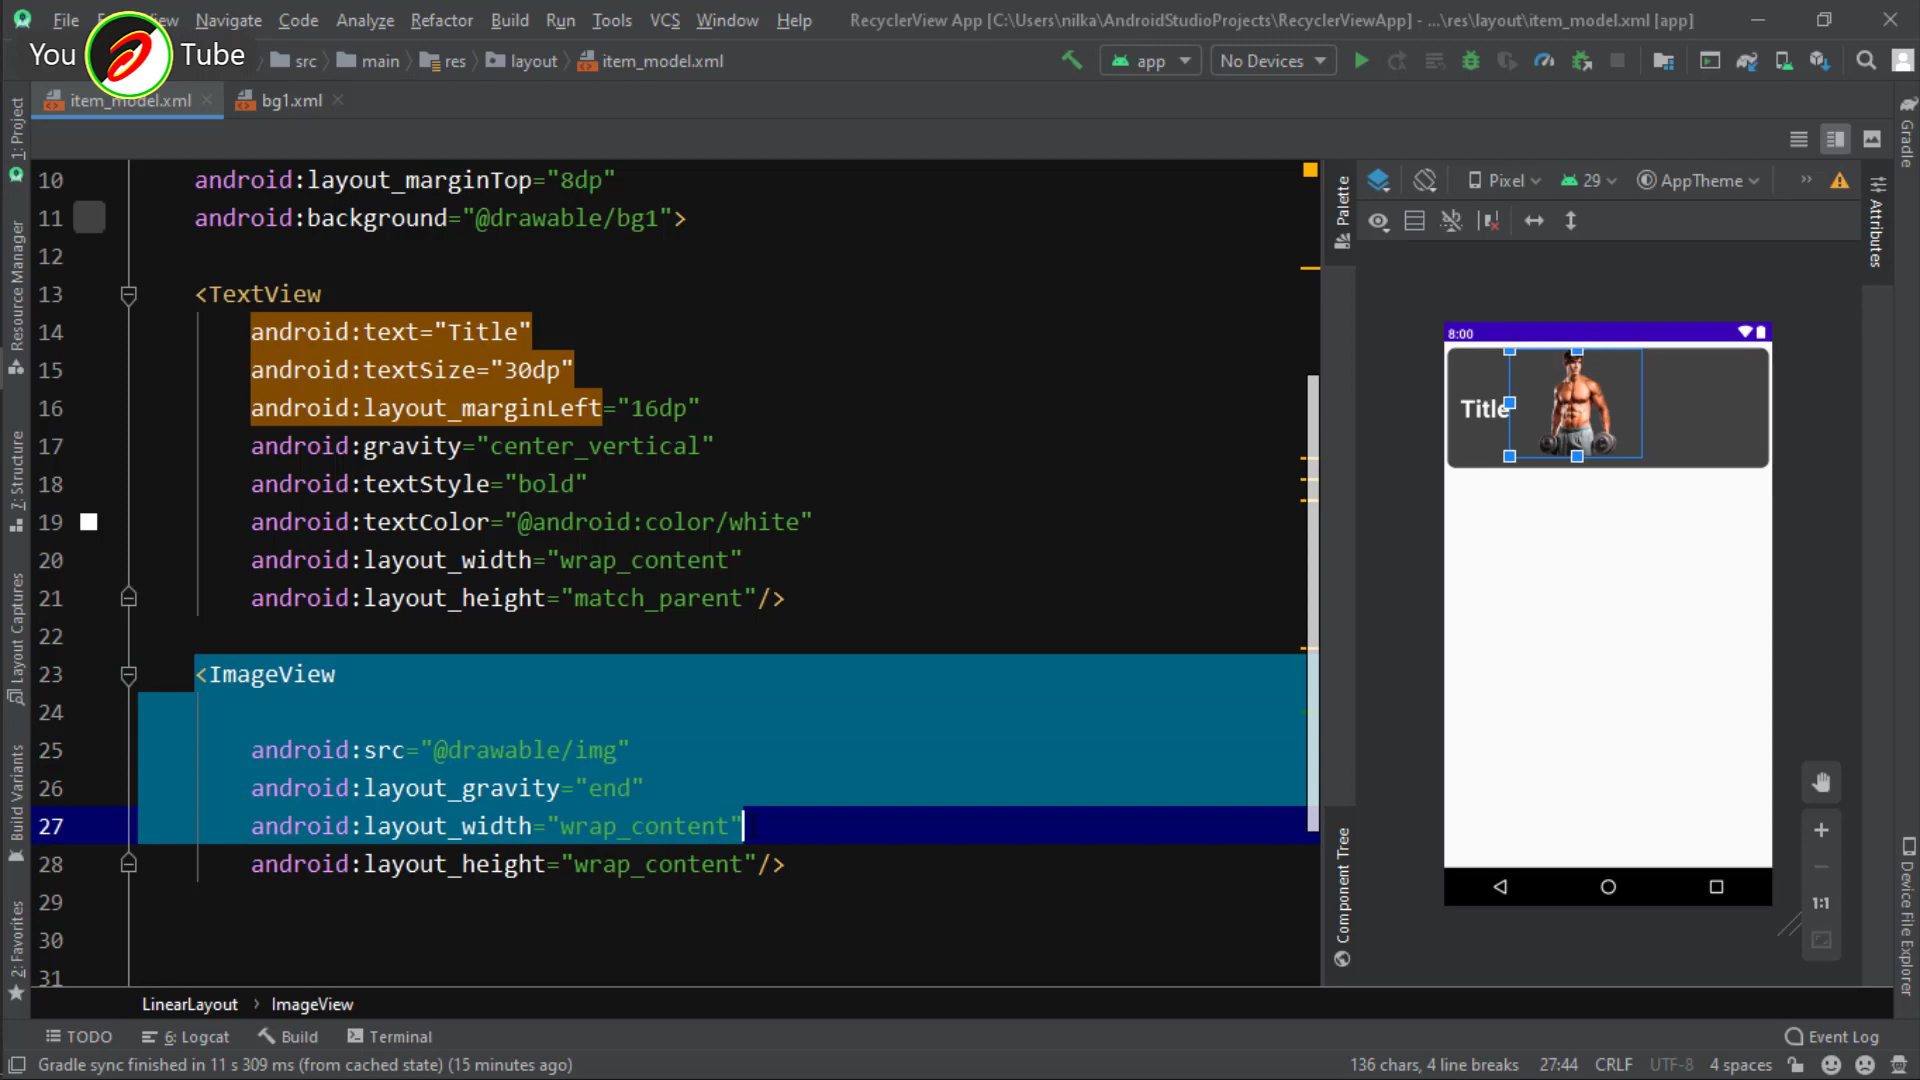 File
View
Navigate Code Analyze Refactor Build Run Tools VCS Window Help RecyclerView App [C:\Users\nilka\AndroidStudioProjects\RecyclerViewApp] - ...\res\layout\item_model.xml [app]
You Tube
src main res layout item_model.xml app No Devices
item_model.xml bg1.xml
Pixel 29 AppTheme
10 android:layout_marginTop="8dp"
11 android:background="@drawable/bg1">
12
13 <TextView
14 android:text="Title"
15 android:textSize="30dp"
16 android:layout_marginLeft="16dp"
17 android:gravity="center_vertical"
18 android:textStyle="bold"
19 android:textColor="@android:color/white"
20 android:layout_width="wrap_content"
21 android:layout_height="match_parent"/>
22
23 <ImageView
24
25 android:src="@drawable/img"
26 android:layout_gravity="end"
27 android:layout_width="wrap_content"
28 android:layout_height="wrap_content"/>
29
30
31
1: Project
Resource Manager
7: Structure
Layout Captures
Build Variants
2: Favorites
Palette
Component Tree
8:00
Title
1:1
Gradle
Attributes
Device File Explorer
LinearLayout › ImageView
TODO 6: Logcat Build Terminal Event Log
Gradle sync finished in 11 s 309 ms (from cached state) (15 minutes ago) 136 chars, 4 line breaks 27:44 CRLF UTF-8 4 spaces